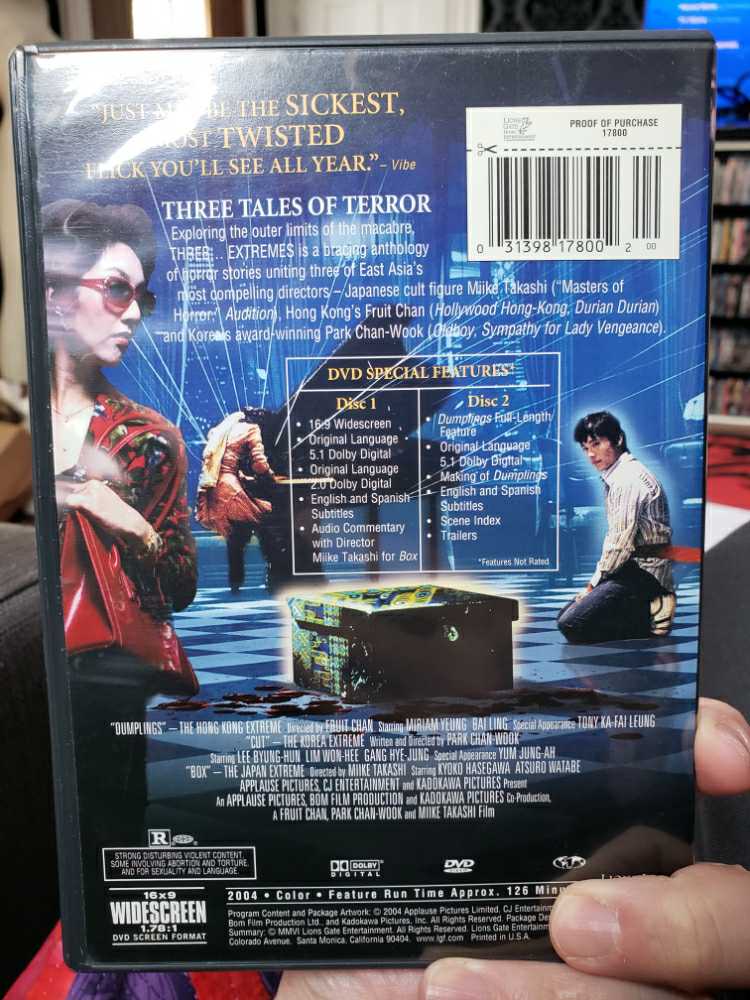 "JUST MAY BE THE SICKEST,
MOST TWISTED
FLICK YOU'LL SEE ALL YEAR." – Vibe
LIONS
GATE
HOME
ENTERTAINMENT
PROOF OF PURCHASE
17800
0 31398 17800 2 00
THREE TALES OF TERROR
Exploring the outer limits of the macabre,
THREE... EXTREMES is a bracing anthology
of horror stories uniting three of East Asia's
most compelling directors – Japanese cult figure Miike Takashi ("Masters of
Horror," Audition), Hong Kong's Fruit Chan (Hollywood Hong-Kong, Durian Durian)
and Korea's award-winning Park Chan-Wook (Oldboy, Sympathy for Lady Vengeance).
DVD SPECIAL FEATURES*
Disc 1
• 16:9 Widescreen
• Original Language
5.1 Dolby Digital
• Original Language
2.0 Dolby Digital
• English and Spanish
Subtitles
• Audio Commentary
with Director
Miike Takashi for Box
Disc 2
• Dumplings Full-Length
Feature
• Original Language
5.1 Dolby Digital
• Making of Dumplings
• English and Spanish
Subtitles
• Scene Index
• Trailers
*Features Not Rated
"DUMPLINGS" – THE HONG KONG EXTREME Directed by FRUIT CHAN Starring MIRIAM YEUNG BAI LING Special Appearance TONY KA-FAI LEUNG
"CUT" – THE KOREA EXTREME Written and Directed by PARK CHAN-WOOK
Starring LEE BYUNG-HUN LIM WON-HEE GANG HYE-JUNG Special Appearance YUM JUNG-AH
"BOX" – THE JAPAN EXTREME Directed by MIIKE TAKASHI Starring KYOKO HASEGAWA ATSURO WATABE
APPLAUSE PICTURES, CJ ENTERTAINMENT and KADOKAWA PICTURES Present
An APPLAUSE PICTURES, BOM FILM PRODUCTION and KADOKAWA PICTURES Co-Production,
A FRUIT CHAN, PARK CHAN-WOOK and MIIKE TAKASHI Film
R
STRONG DISTURBING VIOLENT CONTENT,
SOME INVOLVING ABORTION AND TORTURE,
AND FOR SEXUALITY AND LANGUAGE.
DOLBY
DIGITAL
DVD
VIDEO
LIONS
16x9
WIDESCREEN
1.78:1
DVD SCREEN FORMAT
2004 • Color • Feature Run Time Approx. 126 Minu
Program Content and Package Artwork: © 2004 Applause Pictures Limited, CJ Entertain
Bom Film Production Ltd., and Kadokawa Pictures, Inc. All Rights Reserved. Package De
Summary: © MMVI Lions Gate Entertainment. All Rights Reserved. Lions Gate Entertainm
Colorado Avenue. Santa Monica, California 90404. www.lgf.com Printed in U.S.A.